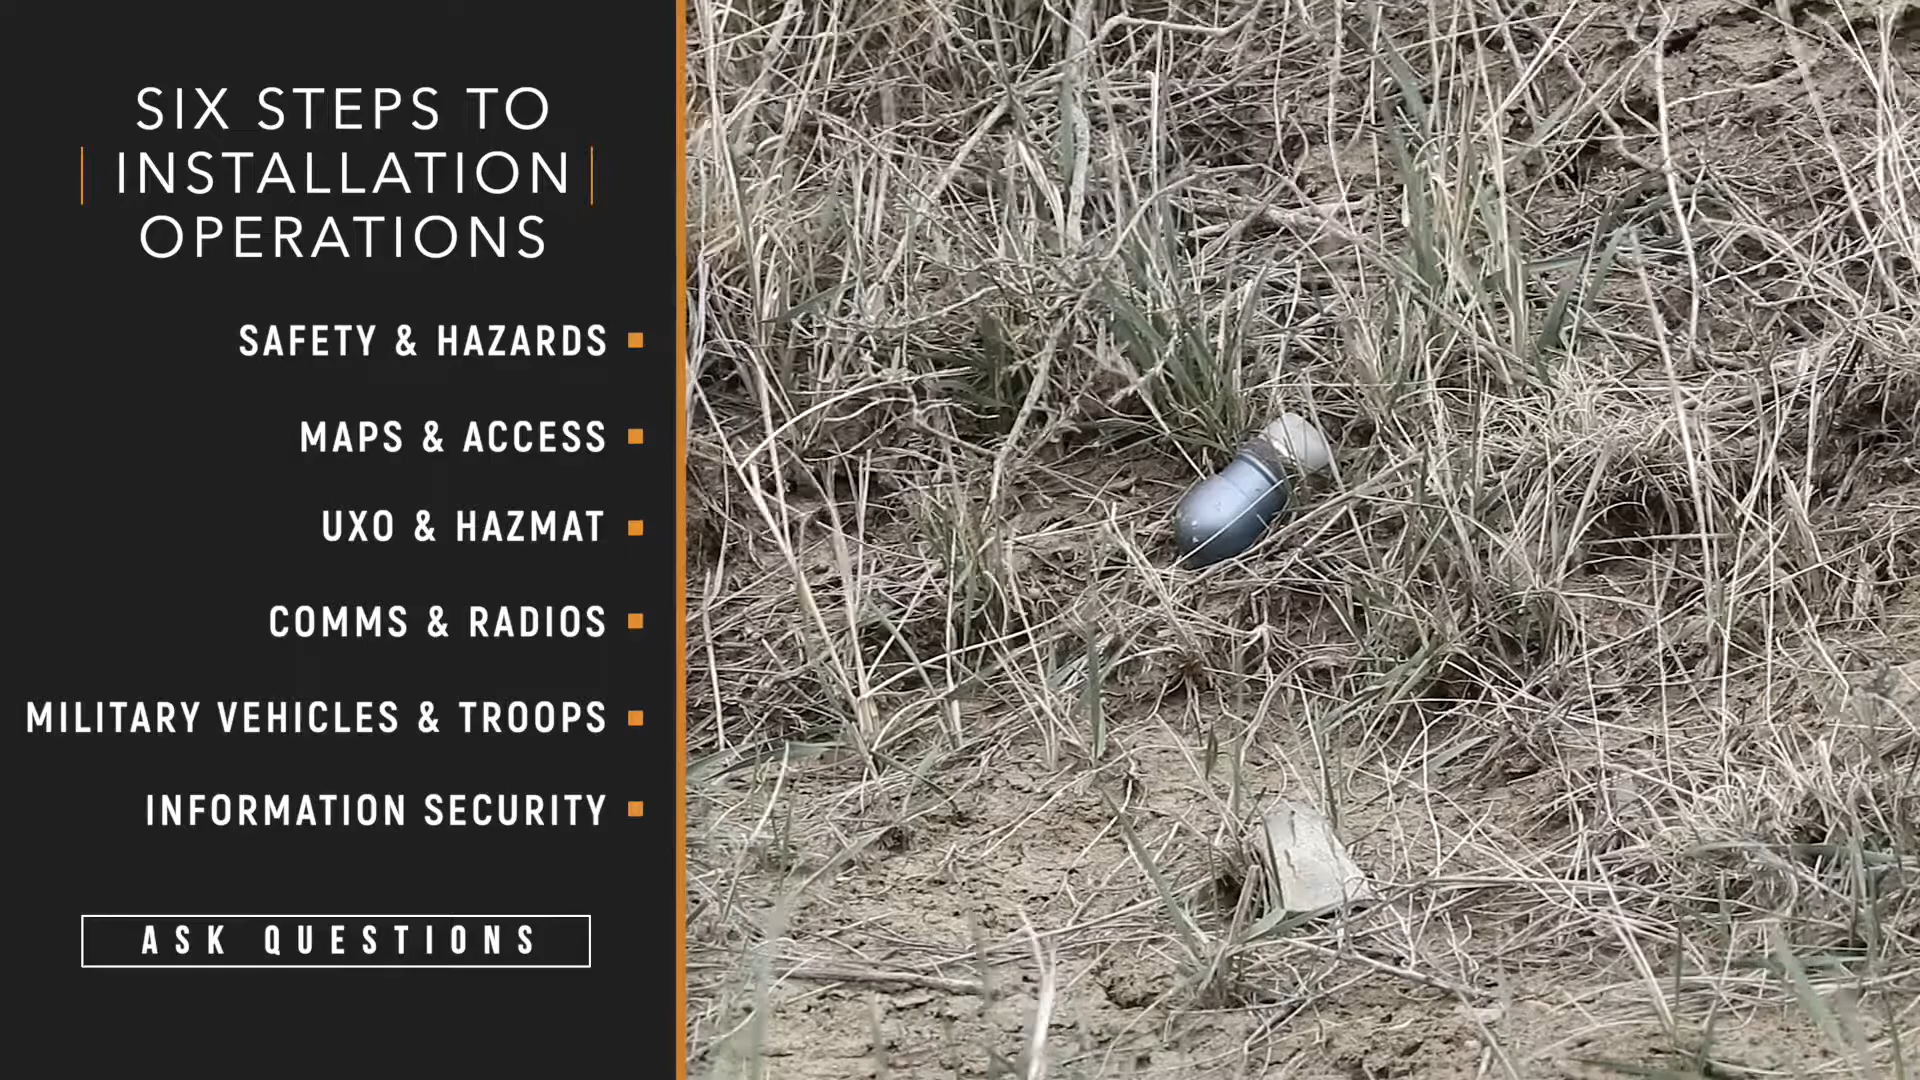 SIX STEPS TO
INSTALLATION
OPERATIONS
SAFETY & HAZARDS
MAPS & ACCESS
UXO & HAZMAT
COMMS & RADIOS
MILITARY VEHICLES & TROOPS
INFORMATION SECURITY
ASK QUESTIONS